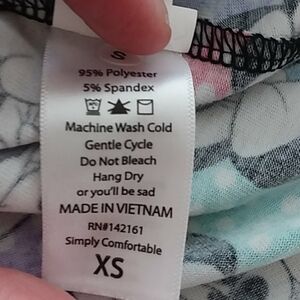 S
95% Polyester
5% Spandex
Machine Wash Cold
Gentle Cycle
Do Not Bleach
Hang Dry
or you'll be sad
MADE IN VIETNAM
RN#142161
Simply Comfortable
XS